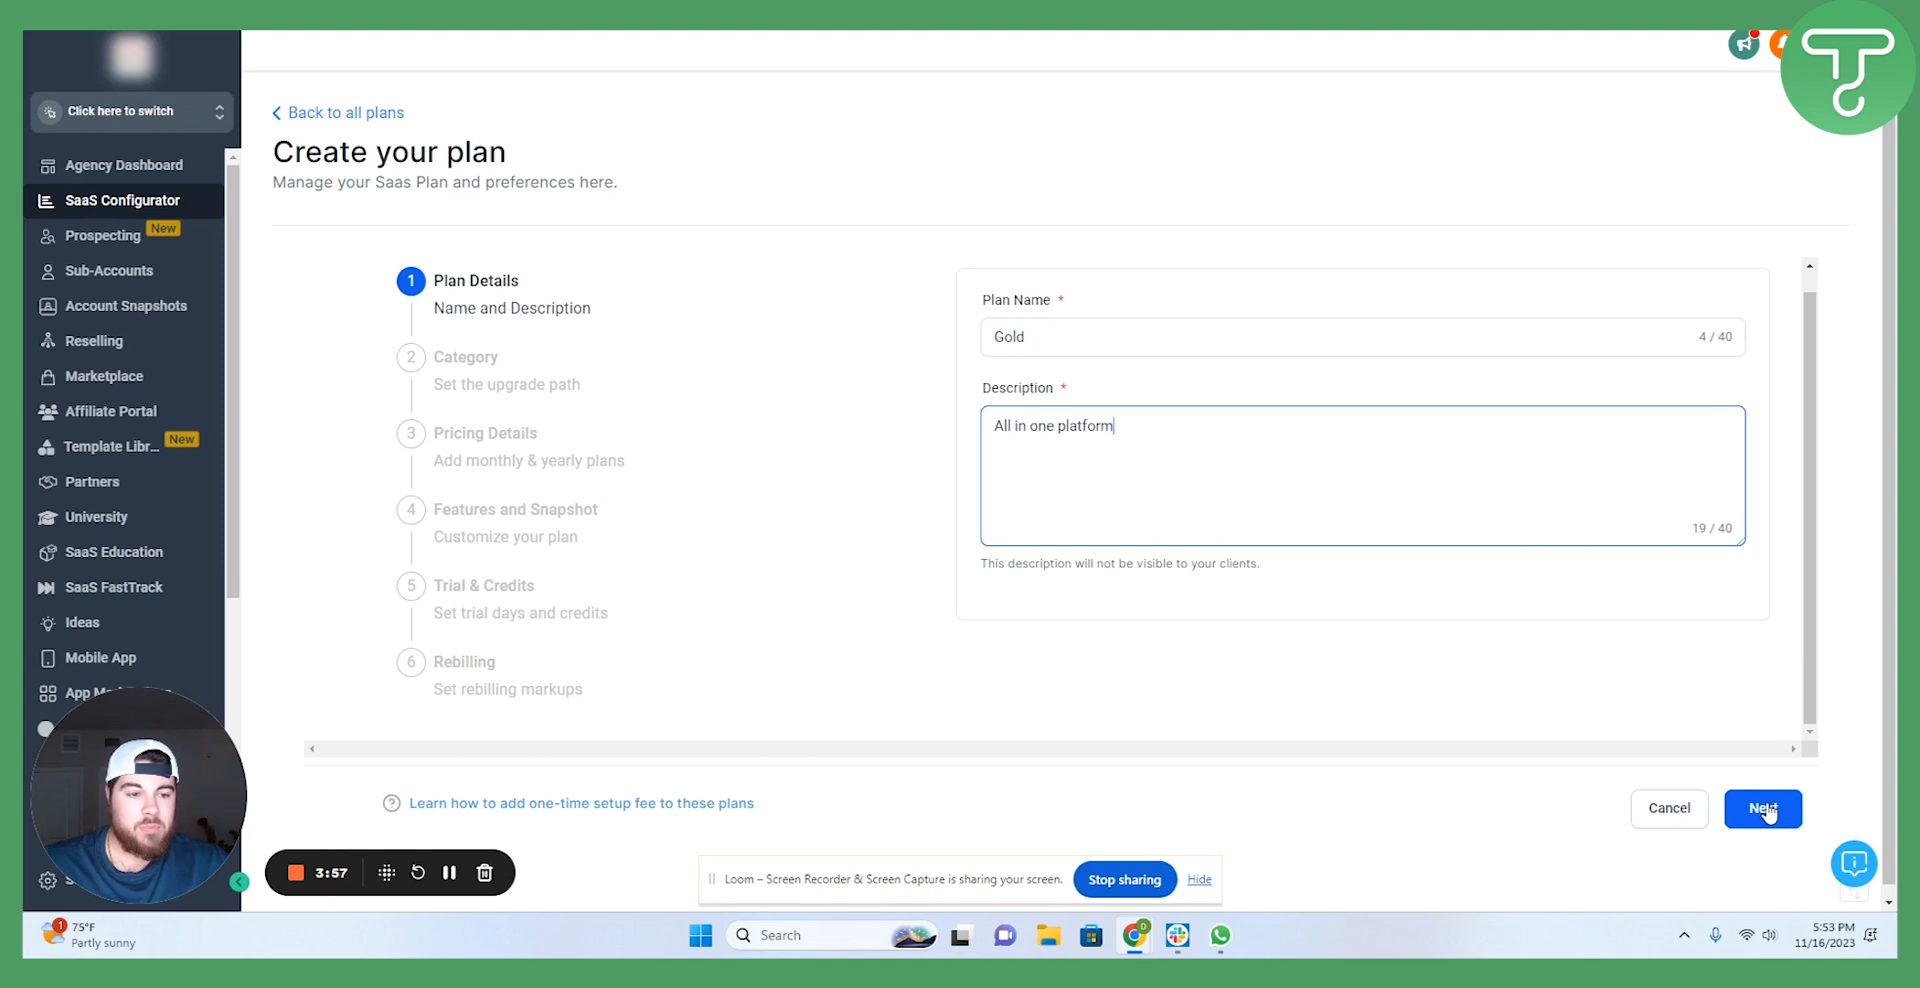 Click here to switch
Agency Dashboard
SaaS Configurator
Prospecting New
Sub-Accounts
Account Snapshots
Reselling
Marketplace
Affiliate Portal
Template Libr... New
Partners
University
SaaS Education
SaaS FastTrack
Ideas
Mobile App
Back to all plans
Create your plan
Manage your Saas Plan and preferences here.
1 Plan Details
Name and Description
2 Category
Set the upgrade path
3 Pricing Details
Add monthly & yearly plans
4 Features and Snapshot
Customize your plan
5 Trial & Credits
Set trial days and credits
6 Rebilling
Set rebilling markups
Plan Name *
Gold 4 / 40
Description *
All in one platform
19 / 40
This description will not be visible to your clients.
? Learn how to add one-time setup fee to these plans
Cancel
3:57
Loom – Screen Recorder & Screen Capture is sharing your screen. Stop sharing Hide
1
75°F
Partly sunny
Search
D
5:53 PM
11/16/2023